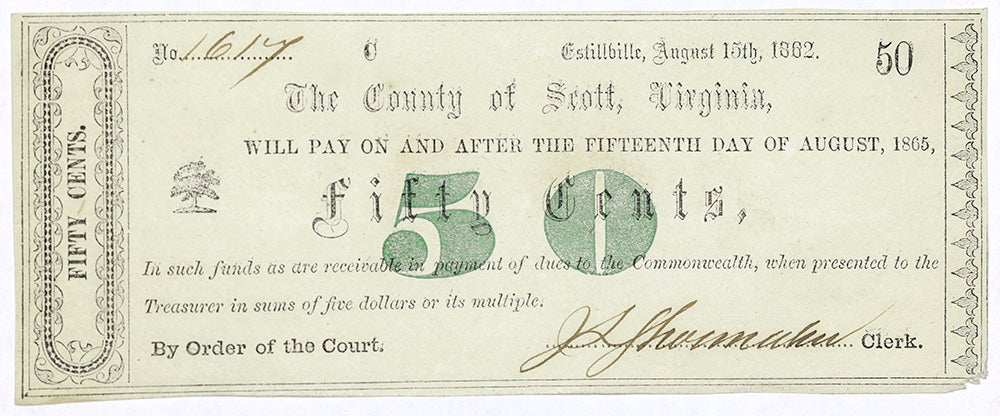 No. 1617 C Estillville, August 15th, 1862. 50
The County of Scott, Virginia,
WILL PAY ON AND AFTER THE FIFTEENTH DAY OF AUGUST, 1865,
Fifty Cents,
50
In such funds as are receivable in payment of dues to the Commonwealth, when presented to the
Treasurer in sums of five dollars or its multiple.
By Order of the Court. J A Shoemaker Clerk.
FIFTY CENTS.